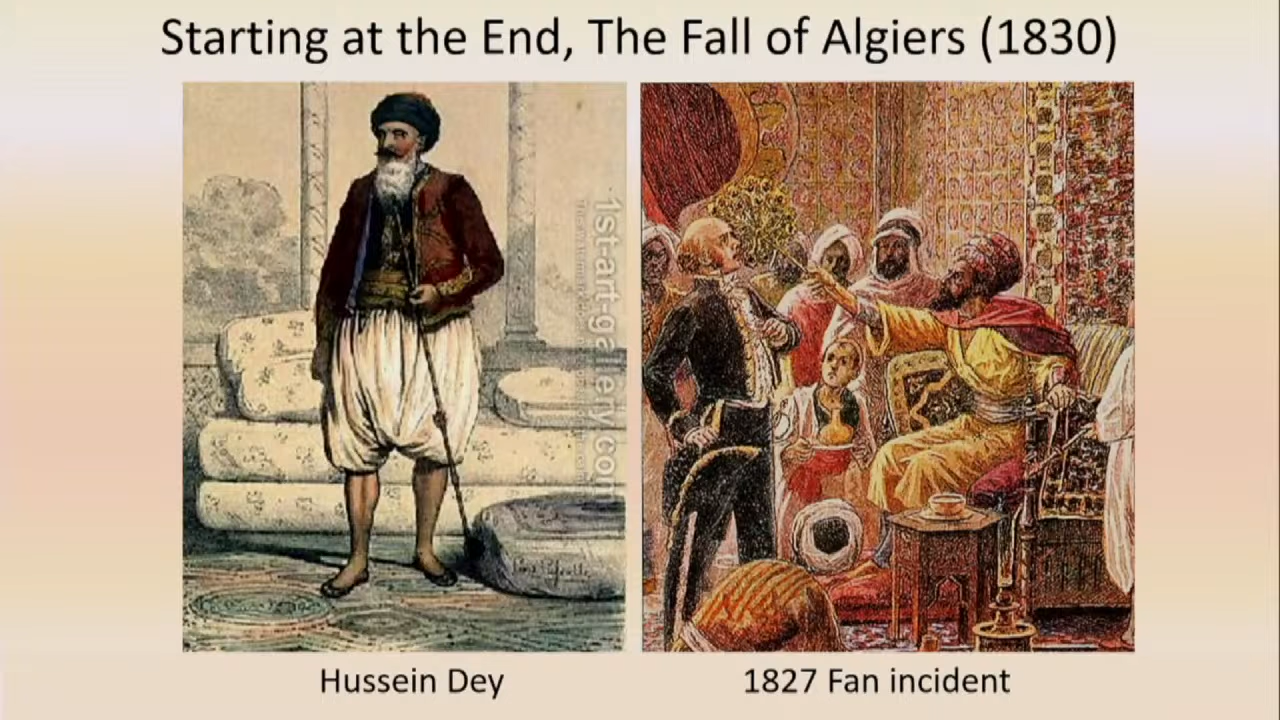 Starting at the End, The Fall of Algiers (1830)
1st-art-gallery.com
Hussein Dey
1827 Fan incident